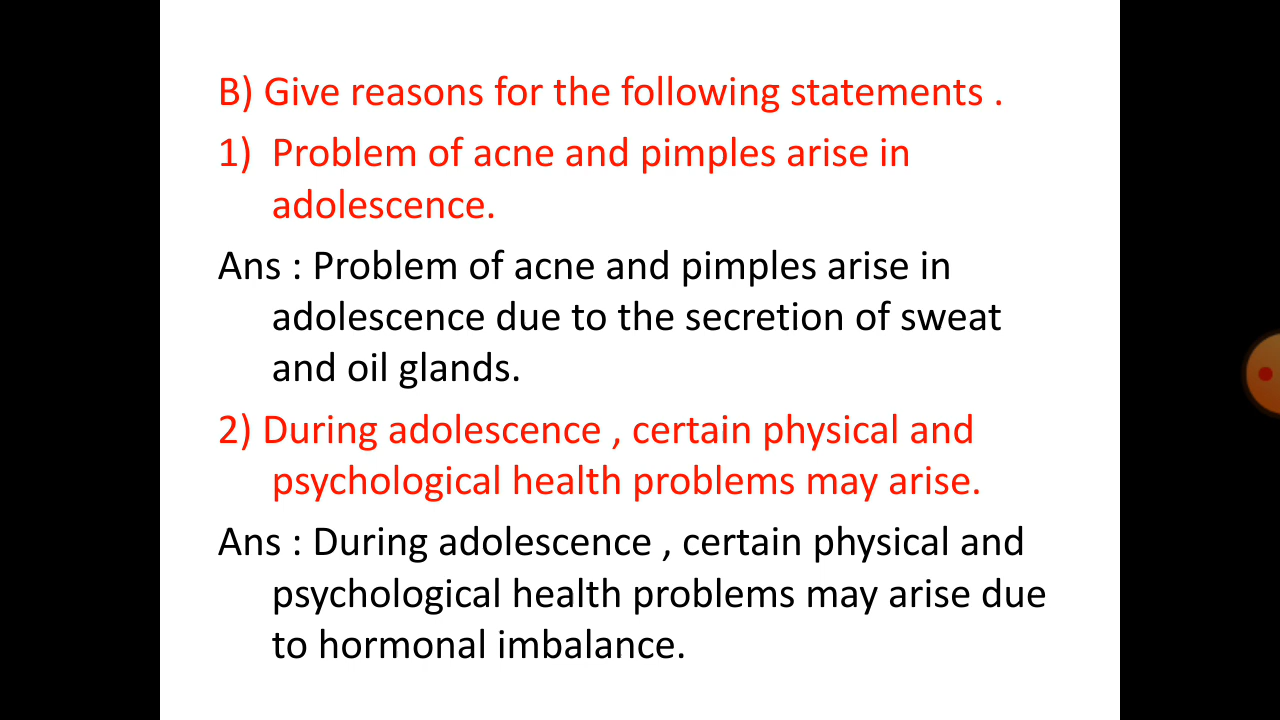 B) Give reasons for the following statements .
1) Problem of acne and pimples arise in
adolescence.
Ans : Problem of acne and pimples arise in
adolescence due to the secretion of sweat
and oil glands.
2) During adolescence , certain physical and
psychological health problems may arise.
Ans : During adolescence , certain physical and
psychological health problems may arise due
to hormonal imbalance.